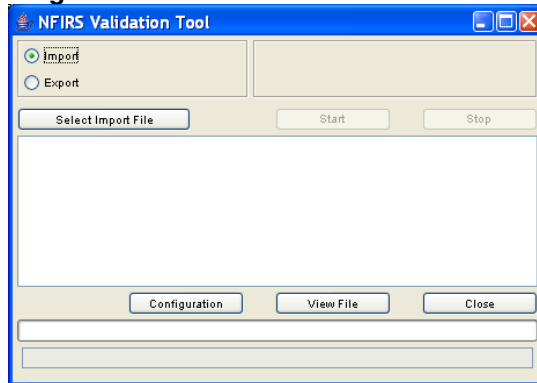 NFIRS Validation Tool
Import
Export
Select Import File Start Stop
Configuration View File Close